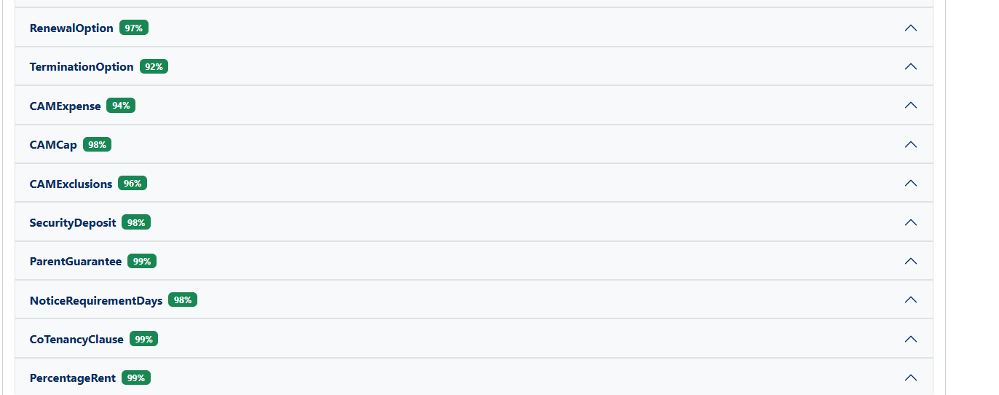 RenewalOption 97%
TerminationOption 92%
CAMExpense 94%
CAMCap 98%
CAMExclusions 96%
SecurityDeposit 98%
ParentGuarantee 99%
NoticeRequirementDays 98%
CoTenancyClause 99%
PercentageRent 99%